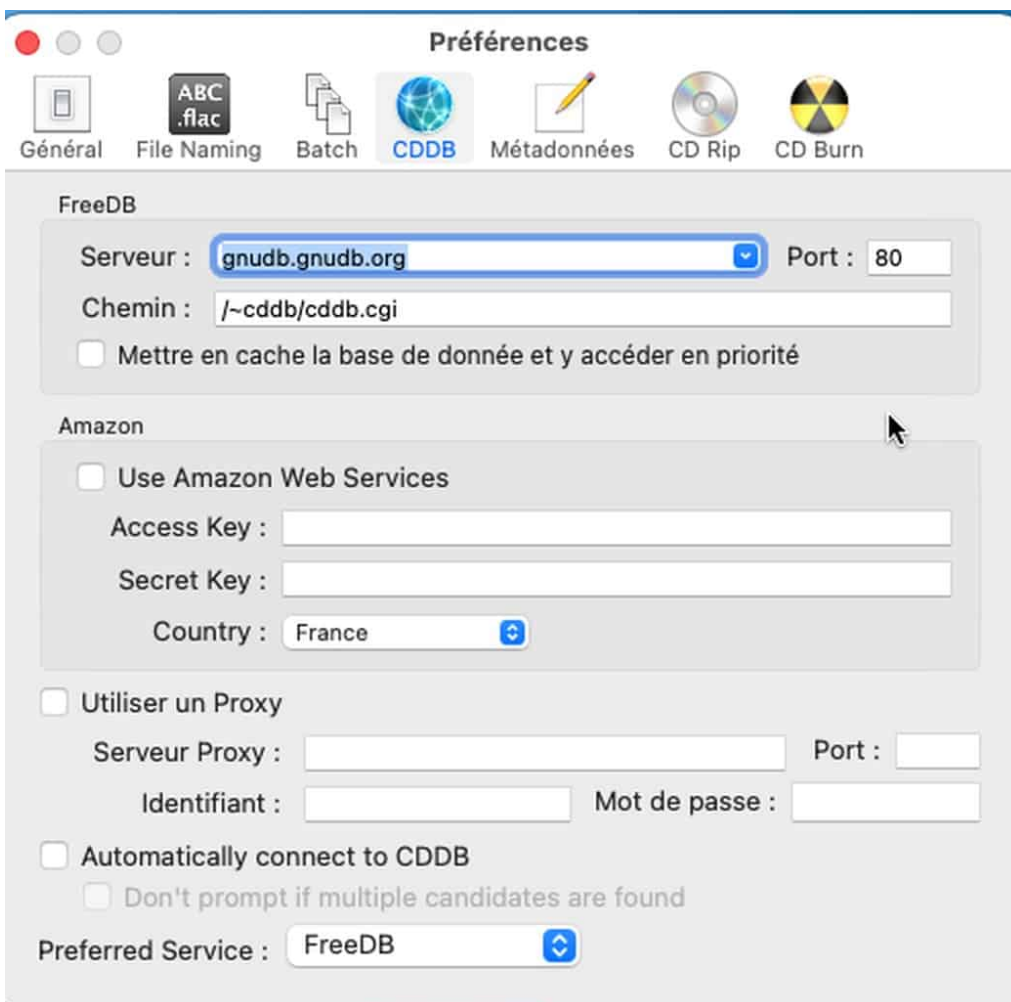 Préférences
ABC
.flac
Général File Naming Batch CDDB Métadonnées CD Rip CD Burn
FreeDB
Serveur : gnudb.gnudb.org Port : 80
Chemin : /~cddb/cddb.cgi
Mettre en cache la base de donnée et y accéder en priorité
Amazon
Use Amazon Web Services
Access Key :
Secret Key :
Country : France
Utiliser un Proxy
Serveur Proxy : Port :
Identifiant : Mot de passe :
Automatically connect to CDDB
Don't prompt if multiple candidates are found
Preferred Service : FreeDB